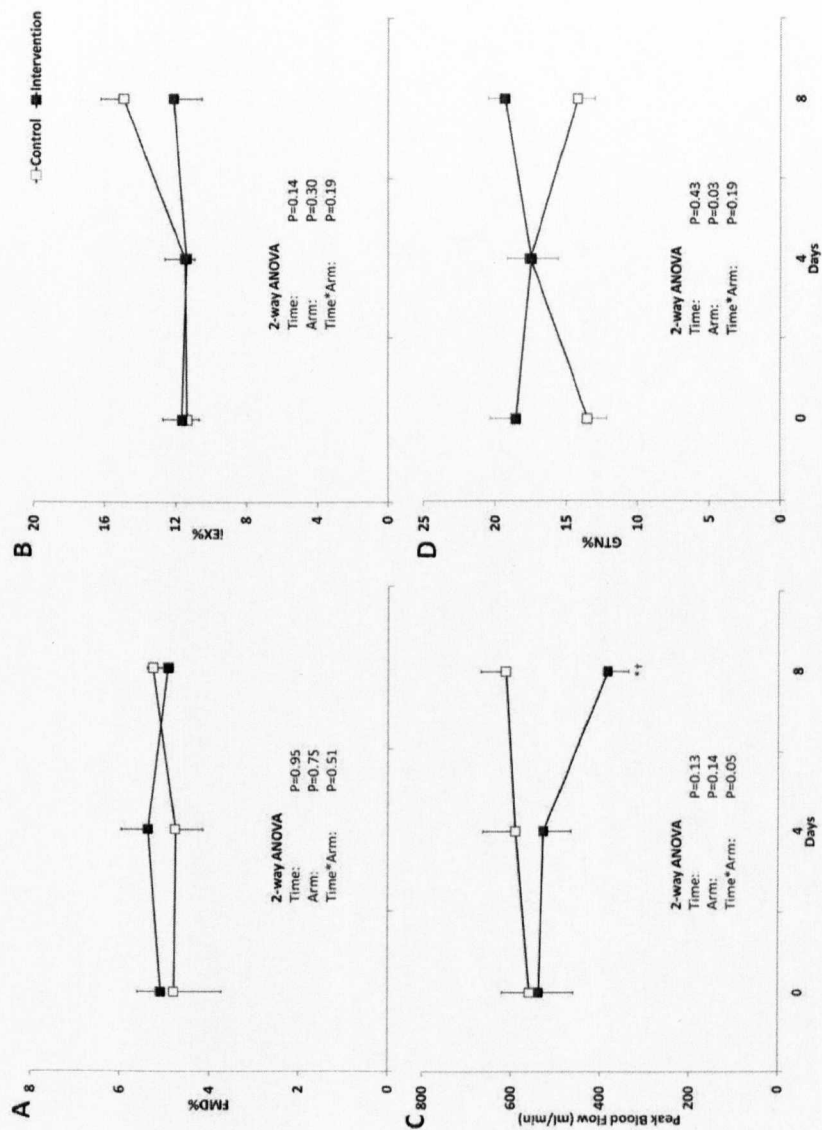 -□-Control -■-Intervention
A
8
6
4
2
0
FMD%
2-way ANOVA
Time: P=0.95
Arm: P=0.75
Time*Arm: P=0.51
B
20
16
12
8
4
0
iEX%
2-way ANOVA
Time: P=0.14
Arm: P=0.30
Time*Arm: P=0.19
C
800
600
400
200
0
Peak Blood Flow (ml/min)
*†
2-way ANOVA
Time: P=0.13
Arm: P=0.14
Time*Arm: P=0.05
0 4 8
Days
D
25
20
15
10
5
0
GTN%
2-way ANOVA
Time: P=0.43
Arm: P=0.03
Time*Arm: P=0.19
0 4 8
Days